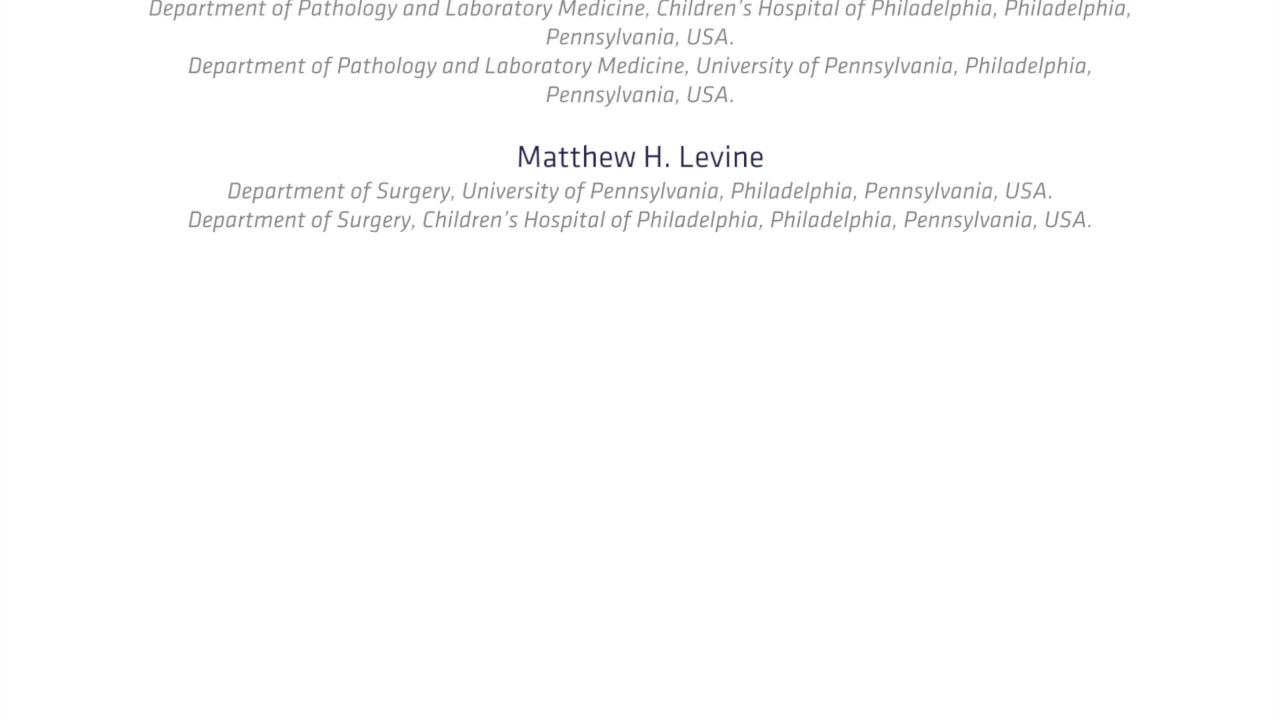 Department of Pathology and Laboratory Medicine, Children's Hospital of Philadelphia, Philadelphia,
Pennsylvania, USA.
Department of Pathology and Laboratory Medicine, University of Pennsylvania, Philadelphia,
Pennsylvania, USA.
Matthew H. Levine
Department of Surgery, University of Pennsylvania, Philadelphia, Pennsylvania, USA.
Department of Surgery, Children's Hospital of Philadelphia, Philadelphia, Pennsylvania, USA.